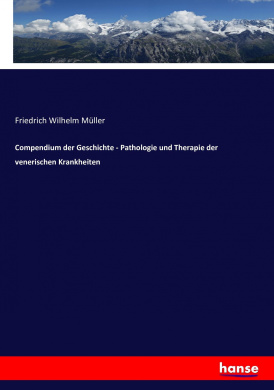 Friedrich Wilhelm Müller
Compendium der Geschichte - Pathologie und Therapie der
venerischen Krankheiten
hanse